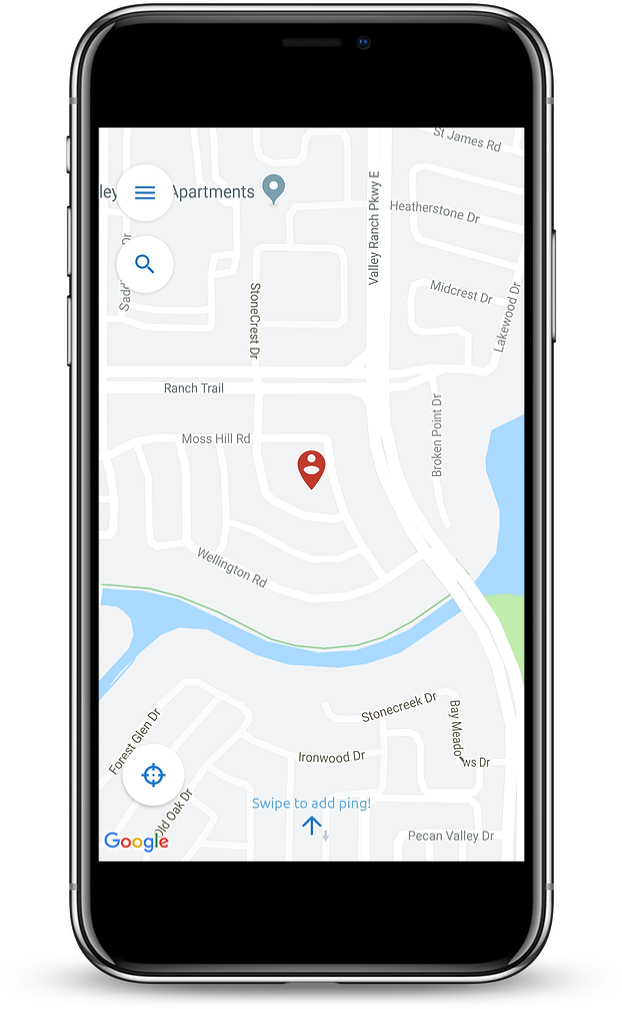 St James Rd
ley
Apartments
Valley Ranch Pkwy E
Heatherstone Dr
Dr
Midcrest Dr
StoneCrest Dr
Lakewood Dr
Ranch Trail
Broken Point Dr
Moss Hill Rd
Wellington Rd
Stonecreek Dr
Bay Meadows Dr
Forest Glen Dr
Ironwood Dr
Swipe to add ping!
Old Oak Dr
Pecan Valley Dr
Google